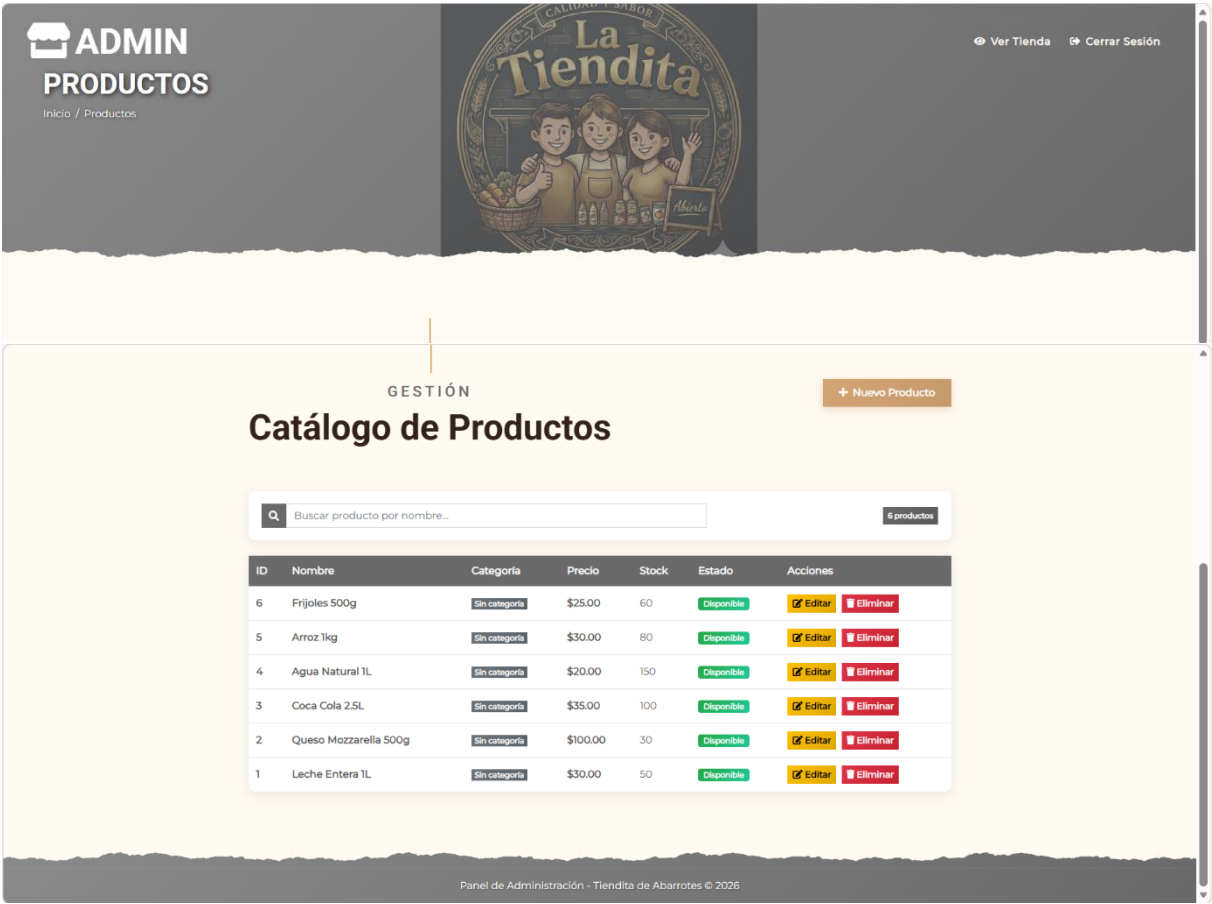 ADMIN
Ver Tienda Cerrar Sesión
PRODUCTOS
Inicio / Productos
CALIDAD Y SABOR
La
Tiendita
Abierto
GESTIÓN
+ Nuevo Producto
Catálogo de Productos
Buscar producto por nombre... 6 productos
ID Nombre Categoría Precio Stock Estado Acciones
6 Frijoles 500g Sin categoría $25.00 60 Disponible Editar Eliminar
5 Arroz 1kg Sin categoría $30.00 80 Disponible Editar Eliminar
4 Agua Natural 1L Sin categoría $20.00 150 Disponible Editar Eliminar
3 Coca Cola 2.5L Sin categoría $35.00 100 Disponible Editar Eliminar
2 Queso Mozzarella 500g Sin categoría $100.00 30 Disponible Editar Eliminar
1 Leche Entera 1L Sin categoría $30.00 50 Disponible Editar Eliminar
Panel de Administración - Tiendita de Abarrotes © 2026